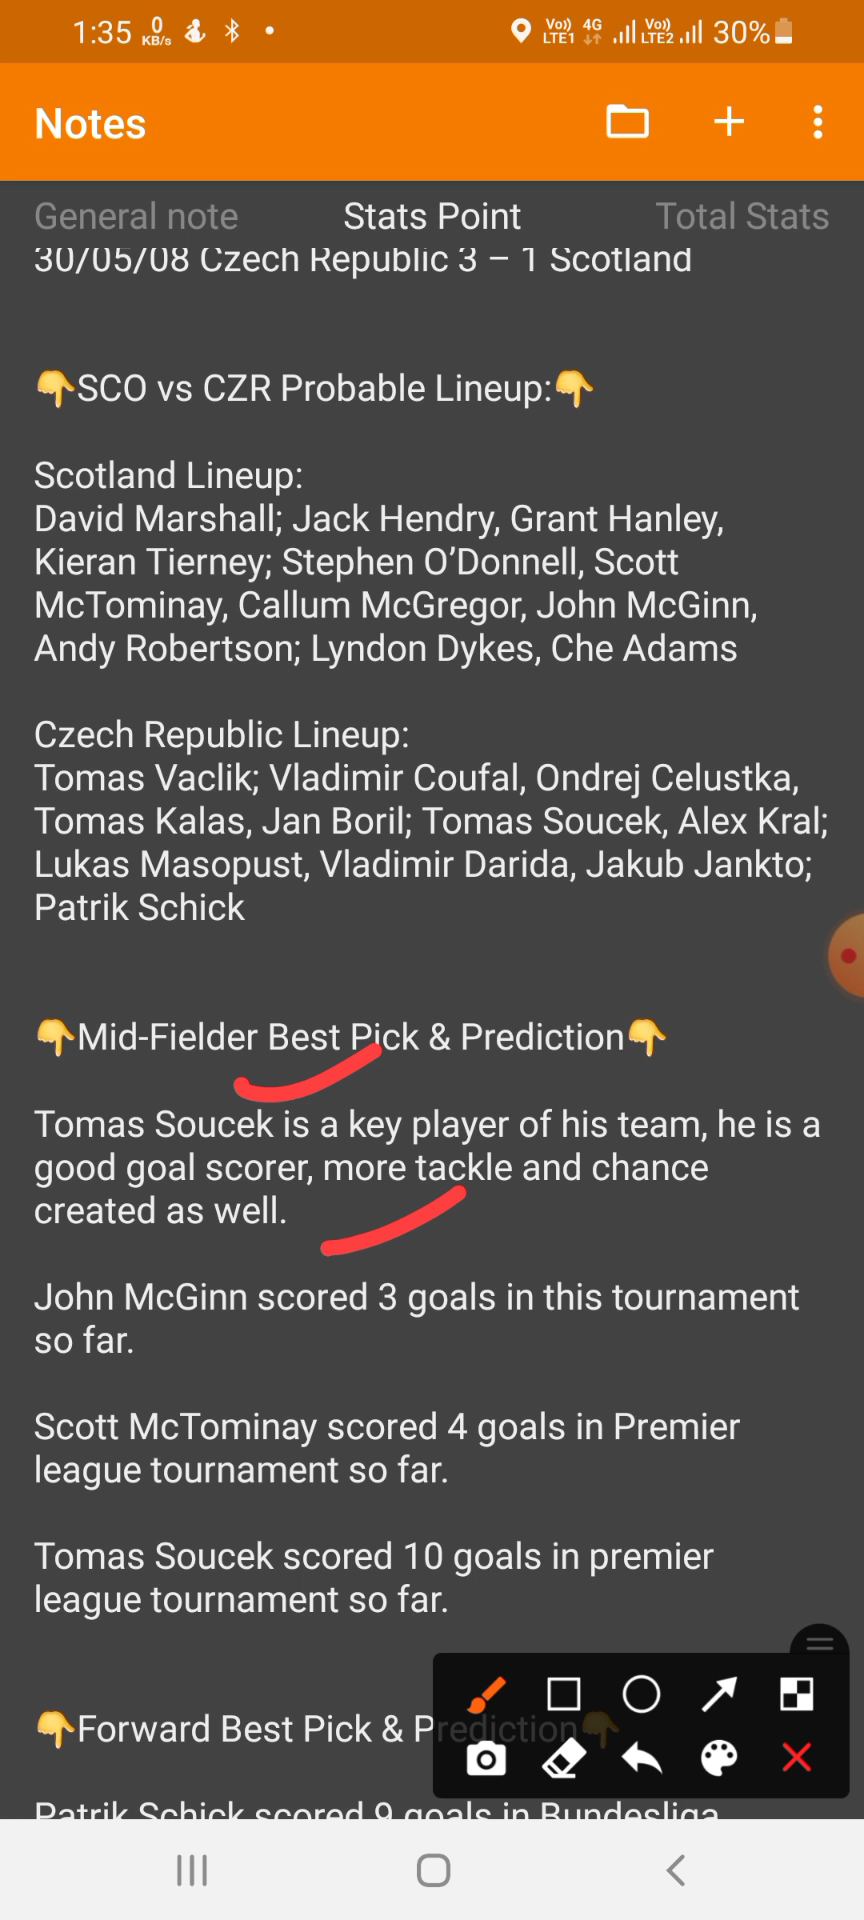 1:35 0 KB/s Vo)) LTE1 4G Vo)) LTE2 30%
Notes
General note Stats Point Total Stats
30/05/08 Czech Republic 3 – 1 Scotland
👇SCO vs CZR Probable Lineup:👇
Scotland Lineup:
David Marshall; Jack Hendry, Grant Hanley,
Kieran Tierney; Stephen O’Donnell, Scott
McTominay, Callum McGregor, John McGinn,
Andy Robertson; Lyndon Dykes, Che Adams
Czech Republic Lineup:
Tomas Vaclik; Vladimir Coufal, Ondrej Celustka,
Tomas Kalas, Jan Boril; Tomas Soucek, Alex Kral;
Lukas Masopust, Vladimir Darida, Jakub Jankto;
Patrik Schick
👇Mid-Fielder Best Pick & Prediction👇
Tomas Soucek is a key player of his team, he is a
good goal scorer, more tackle and chance
created as well.
John McGinn scored 3 goals in this tournament
so far.
Scott McTominay scored 4 goals in Premier
league tournament so far.
Tomas Soucek scored 10 goals in premier
league tournament so far.
👇Forward Best Pick & Prediction👇
Patrik Schick scored 9 goals in Bundesliga